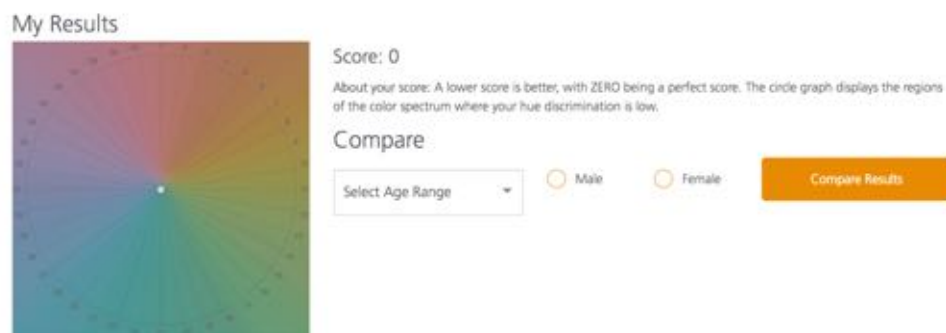 My Results
Score: 0
About your score: A lower score is better, with ZERO being a perfect score. The circle graph displays the regions
of the color spectrum where your hue discrimination is low.
Compare
Select Age Range
Male
Female
Compare Results